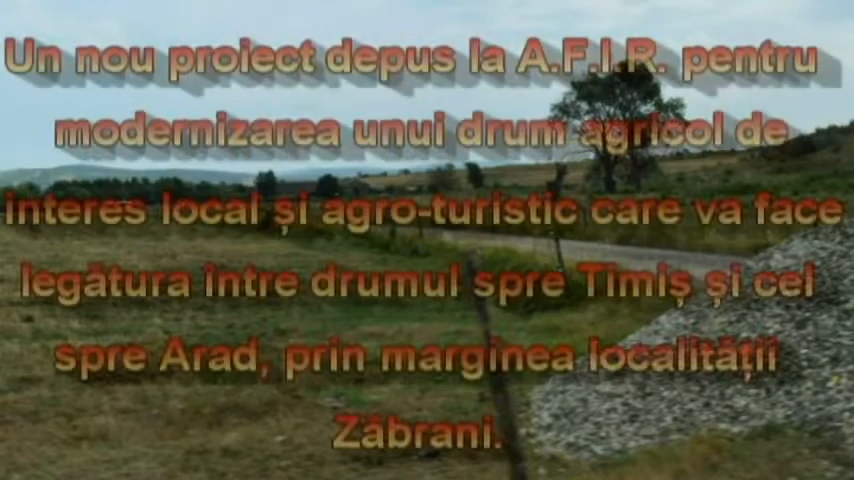 Un nou proiect depus la A.F.I.R. pentru
modernizarea unui drum agricol de
interes local și agro-turistic care va face
legătura între drumul spre Timiș și cel
spre Arad, prin marginea localității
Zăbrani.